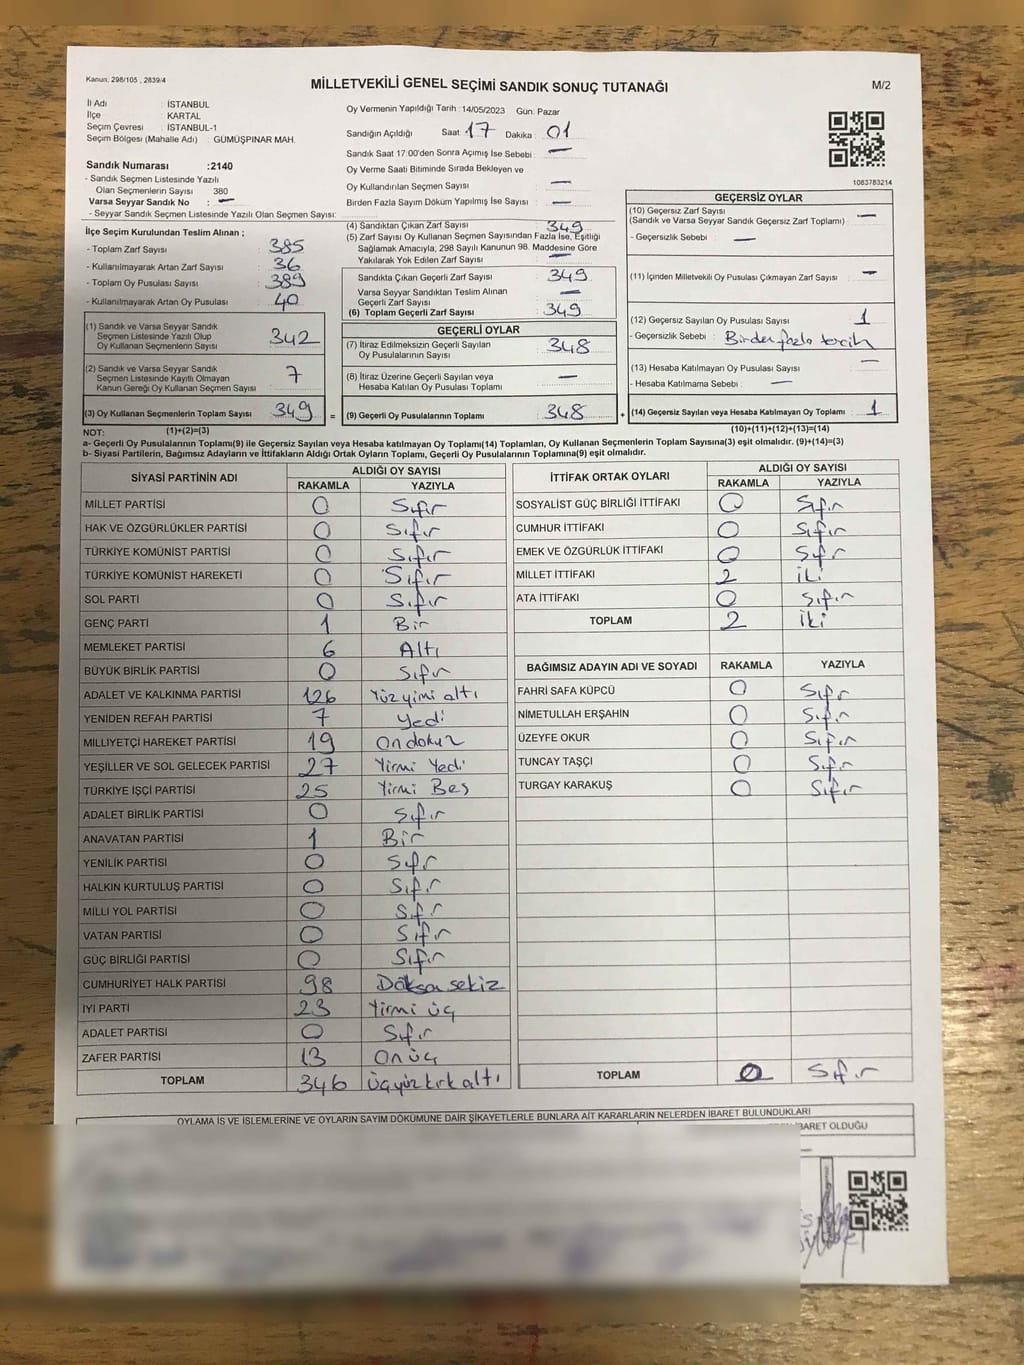 Kanun, 298/105 , 2839/4
MİLLETVEKİLİ GENEL SEÇİMİ SANDIK SONUÇ TUTANAĞI
M/2
İl Adı : İSTANBUL
İlçe : KARTAL
Seçim Çevresi : İSTANBUL-1
Seçim Bölgesi (Mahalle Adı) : GÜMÜŞPINAR MAH.
Sandık Numarası :2140
- Sandık Seçmen Listesinde Yazılı
Olan Seçmenlerin Sayısı 380
Varsa Seyyar Sandık No : —
- Seyyar Sandık Seçmen Listesinde Yazılı Olan Seçmen Sayısı:
Oy Vermenin Yapıldığı Tarih :14/05/2023 Gün: Pazar
Sandığın Açıldığı Saat: 17 Dakika : 01
Sandık Saat 17:00'den Sonra Açımış İse Sebebi : —
Oy Verme Saati Bitiminde Sırada Bekleyen ve
Oy Kullandırılan Seçmen Sayısı : —
Birden Fazla Sayım Döküm Yapılmış İse Sayısı : —
1083783214
İlçe Seçim Kurulundan Teslim Alınan ;
- Toplam Zarf Sayısı : 385
- Kullanılmayarak Artan Zarf Sayısı : 36
- Toplam Oy Pusulası Sayısı : 389
- Kullanılmayarak Artan Oy Pusulası : 40
(1) Sandık ve Varsa Seyyar Sandık
Seçmen Listesinde Yazılı Olup
Oy Kullanan Seçmenlerin Sayısı : 342
(2) Sandık ve Varsa Seyyar Sandık
Seçmen Listesinde Kayıtlı Olmayan
Kanun Gereği Oy Kullanan Seçmen Sayısı : 7
(3) Oy Kullanan Seçmenlerin Toplam Sayısı : 349 =
(4) Sandıktan Çıkan Zarf Sayısı : 349
(5) Zarf Sayısı Oy Kullanan Seçmen Sayısından Fazla İse, Eşitliği
Sağlamak Amacıyla, 298 Sayılı Kanunun 98. Maddesine Göre
Yakılarak Yok Edilen Zarf Sayısı : —
Sandıkta Çıkan Geçerli Zarf Sayısı : 349
Varsa Seyyar Sandıktan Teslim Alınan
Geçerli Zarf Sayısı : —
(6) Toplam Geçerli Zarf Sayısı : 349
GEÇERLİ OYLAR
(7) İtiraz Edilmeksizin Geçerli Sayılan
Oy Pusulalarının Sayısı : 348
(8) İtiraz Üzerine Geçerli Sayılan veya
Hesaba Katılan Oy Pusulası Toplamı : —
(9) Geçerli Oy Pusulalarının Toplamı : 348 +
GEÇERSİZ OYLAR
(10) Geçersiz Zarf Sayısı
(Sandık ve Varsa Seyyar Sandık Geçersiz Zarf Toplamı) : —
- Geçersizlik Sebebi : —
(11) İçinden Milletvekili Oy Pusulası Çıkmayan Zarf Sayısı : —
(12) Geçersiz Sayılan Oy Pusulası Sayısı : 1
- Geçersizlik Sebebi : Birden fazla tercih
(13) Hesaba Katılmayan Oy Pusulası Sayısı : —
- Hesaba Katılmama Sebebi : —
(14) Geçersiz Sayılan veya Hesaba Katılmayan Oy Toplamı : 1
NOT: (1)+(2)=(3) (10)+(11)+(12)+(13)=(14)
a- Geçerli Oy Pusulalarının Toplamı(9) ile Geçersiz Sayılan veya Hesaba katılmayan Oy Toplamı(14) Toplamları, Oy Kullanan Seçmenlerin Toplam Sayısına(3) eşit olmalıdır. (9)+(14)=(3)
b- Siyasi Partilerin, Bağımsız Adayların ve İttifakların Aldığı Ortak Oyların Toplamı, Geçerli Oy Pusulalarının Toplamına(9) eşit olmalıdır.
SİYASİ PARTİNİN ADI ALDIĞI OY SAYISI
RAKAMLA YAZIYLA
MİLLET PARTİSİ 0 Sıfır
HAK VE ÖZGÜRLÜKLER PARTİSİ 0 Sıfır
TÜRKİYE KOMÜNİST PARTİSİ 0 Sıfır
TÜRKİYE KOMÜNİST HAREKETİ 0 Sıfır
SOL PARTİ 0 Sıfır
GENÇ PARTİ 1 Bir
MEMLEKET PARTİSİ 6 Altı
BÜYÜK BİRLİK PARTİSİ 0 Sıfır
ADALET VE KALKINMA PARTİSİ 126 Yüzyimi altı
YENİDEN REFAH PARTİSİ 7 Yedi
MİLLİYETÇİ HAREKET PARTİSİ 19 On dokuz
YEŞİLLER VE SOL GELECEK PARTİSİ 27 Yirmi Yedi
TÜRKİYE İŞÇİ PARTİSİ 25 Yirmi Beş
ADALET BİRLİK PARTİSİ 0 Sıfır
ANAVATAN PARTİSİ 1 Bir
YENİLİK PARTİSİ 0 Sıfır
HALKIN KURTULUŞ PARTİSİ 0 Sıfır
MİLLİ YOL PARTİSİ 0 Sıfır
VATAN PARTİSİ 0 Sıfır
GÜÇ BİRLİĞİ PARTİSİ 0 Sıfır
CUMHURİYET HALK PARTİSİ 98 Doksan sekiz
İYİ PARTİ 23 Yirmi üç
ADALET PARTİSİ 0 Sıfır
ZAFER PARTİSİ 13 On üç
TOPLAM 346 üçyüz kırk altı
İTTİFAK ORTAK OYLARI ALDIĞI OY SAYISI
RAKAMLA YAZIYLA
SOSYALİST GÜÇ BİRLİĞİ İTTİFAKI 0 Sıfır
CUMHUR İTTİFAKI 0 Sıfır
EMEK VE ÖZGÜRLÜK İTTİFAKI 0 Sıfır
MİLLET İTTİFAKI 2 İki
ATA İTTİFAKI 0 Sıfır
TOPLAM 2 İki
BAĞIMSIZ ADAYIN ADI VE SOYADI RAKAMLA YAZIYLA
FAHRİ SAFA KÜPCÜ 0 Sıfır
NİMETULLAH ERŞAHİN 0 Sıfır
ÜZEYFE OKUR 0 Sıfır
TUNCAY TAŞÇI 0 Sıfır
TURGAY KARAKUŞ 0 Sıfır
TOPLAM 0 Sıfır
OYLAMA İŞ VE İŞLEMLERİNE VE OYLARIN SAYIM DÖKÜMÜNE DAİR ŞİKAYETLERLE BUNLARA AİT KARARLARIN NELERDEN İBARET BULUNDUKLARI
İBARET OLDUĞU